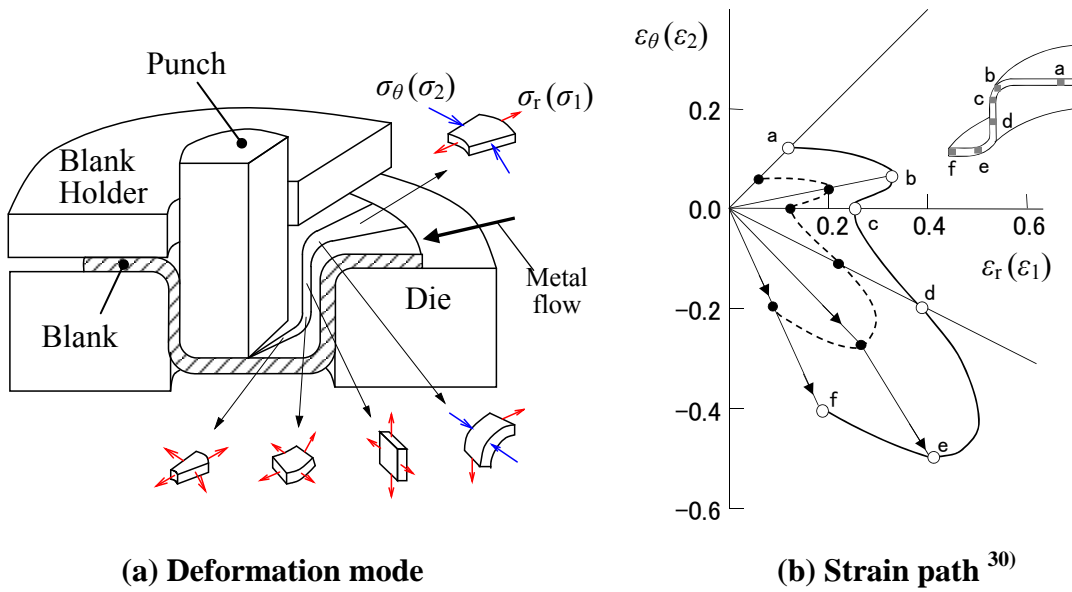 Punch
σθ(σ2)
σr(σ1)
Blank
Holder
Metal
flow
Die
Blank
(a) Deformation mode
εθ(ε2)
0.2
0.0
−0.2
−0.4
−0.6
0.2
0.4
0.6
εr(ε1)
a
b
c
d
e
f
a
b
c
d
e
f
(b) Strain path 30)